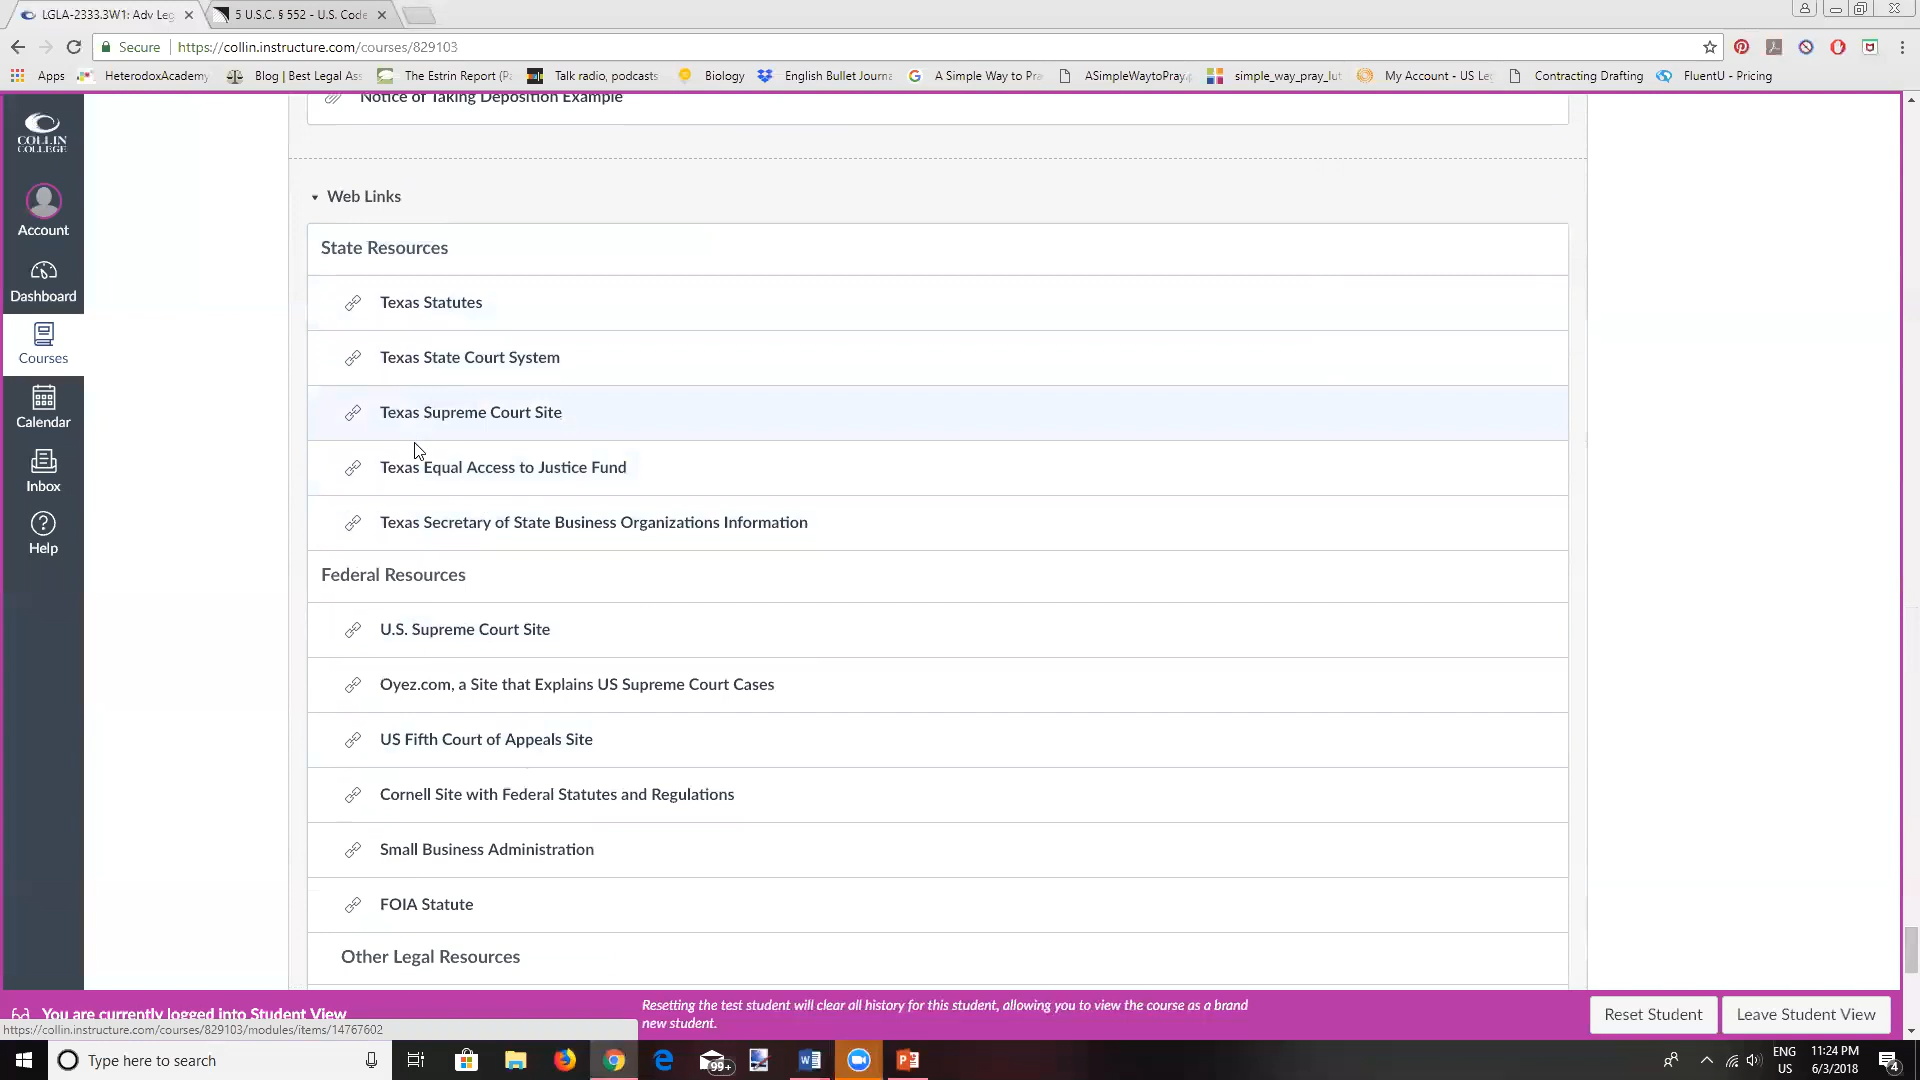 LGLA-2333.3W1: Adv Leg
5 U.S.C. § 552 - U.S. Code
Secure
https://collin.instructure.com/courses/829103
Apps
HeterodoxAcademy
Blog | Best Legal Ass
The Estrin Report (Pa
Talk radio, podcasts
Biology
English Bullet Journa
A Simple Way to Pra
ASimpleWaytoPray.p
simple_way_pray_lut
My Account - US Leg
Contracting Drafting
FluentU - Pricing
COLLIN
COLLEGE
Account
Dashboard
Courses
Calendar
Inbox
Help
Notice of Taking Deposition Example
Web Links
State Resources
Texas Statutes
Texas State Court System
Texas Supreme Court Site
Texas Equal Access to Justice Fund
Texas Secretary of State Business Organizations Information
Federal Resources
U.S. Supreme Court Site
Oyez.com, a Site that Explains US Supreme Court Cases
US Fifth Court of Appeals Site
Cornell Site with Federal Statutes and Regulations
Small Business Administration
FOIA Statute
Other Legal Resources
You are currently logged into Student View
Resetting the test student will clear all history for this student, allowing you to view the course as a brand
new student.
Reset Student
Leave Student View
https://collin.instructure.com/courses/829103/modules/items/14767602
Type here to search
99+
ENG
US
11:24 PM
6/3/2018
4